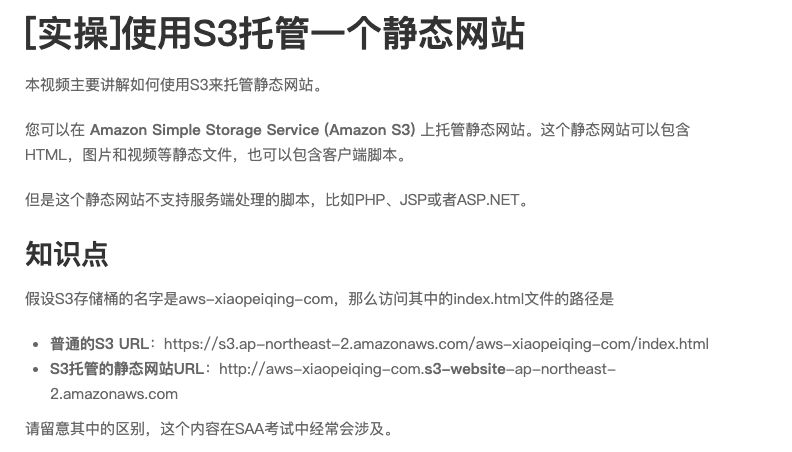 [实操]使用S3托管一个静态网站
本视频主要讲解如何使用S3来托管静态网站。
您可以在 Amazon Simple Storage Service (Amazon S3) 上托管静态网站。这个静态网站可以包含
HTML，图片和视频等静态文件，也可以包含客户端脚本。
但是这个静态网站不支持服务端处理的脚本，比如PHP、JSP或者ASP.NET。
知识点
假设S3存储桶的名字是aws-xiaopeiqing-com，那么访问其中的index.html文件的路径是
• 普通的S3 URL：https://s3.ap-northeast-2.amazonaws.com/aws-xiaopeiqing-com/index.html
• S3托管的静态网站URL：http://aws-xiaopeiqing-com.s3-website-ap-northeast-
2.amazonaws.com
请留意其中的区别，这个内容在SAA考试中经常会涉及。